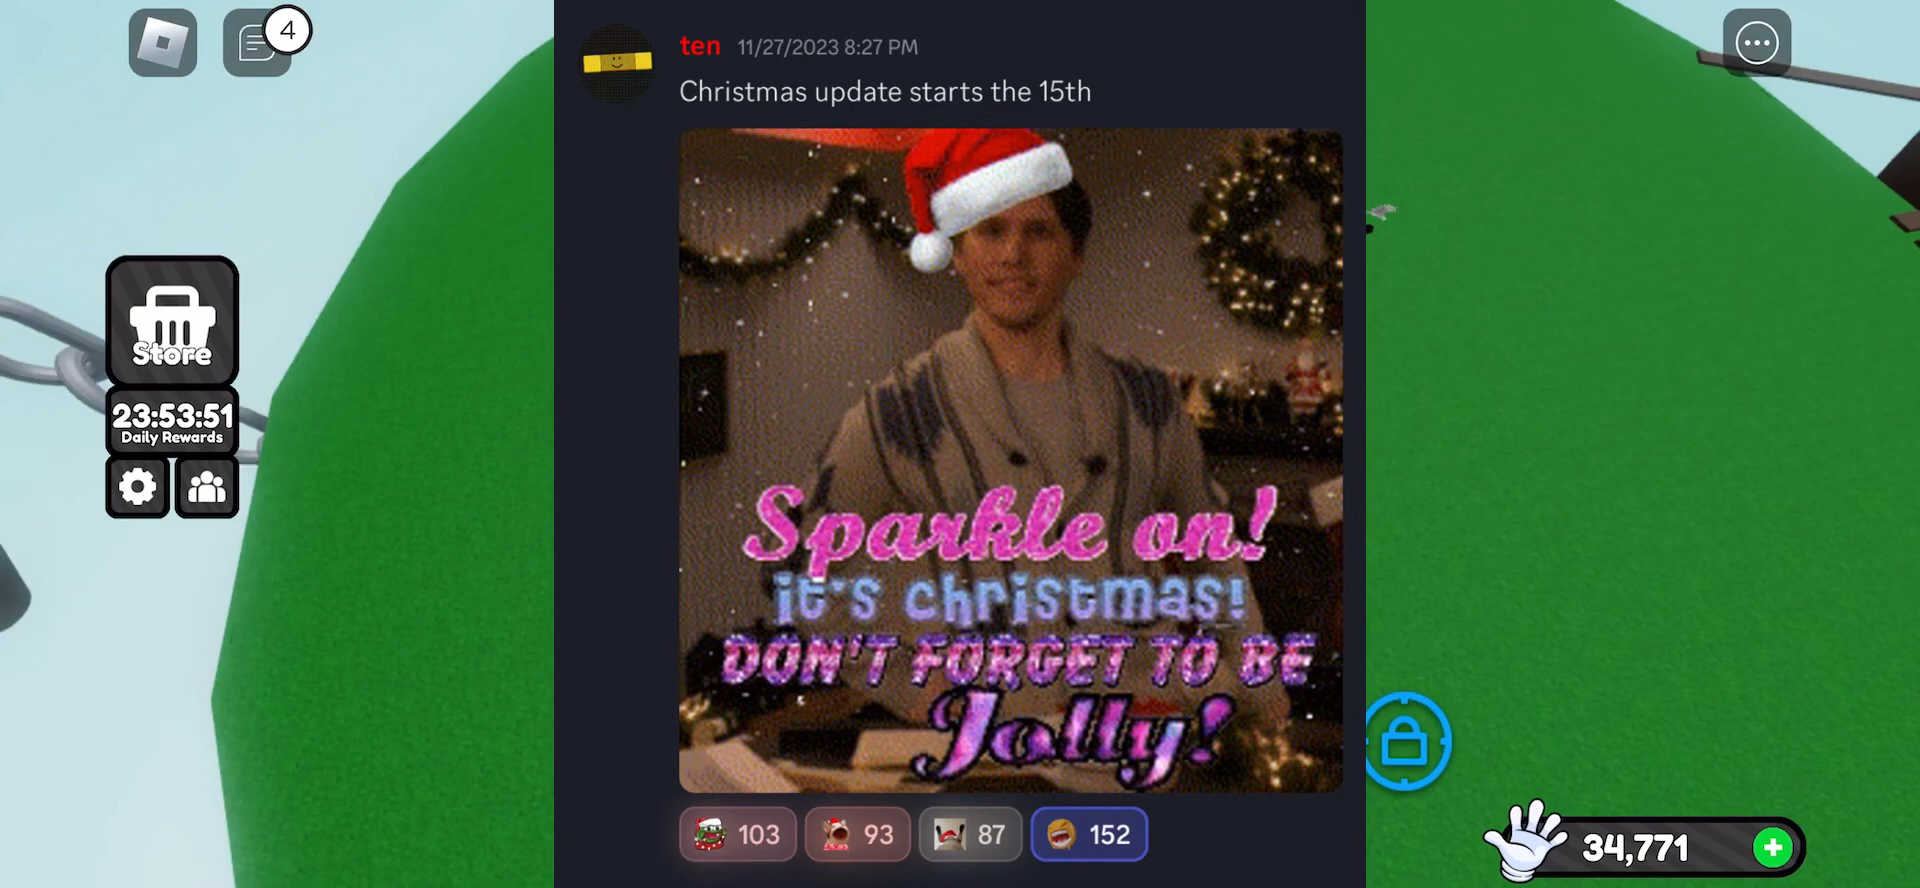 4
ten 11/27/2023 8:27 PM
Christmas update starts the 15th
Sparkle on!
it's christmas!
DON'T FORGET TO BE
Jolly!
103 93 87 152
Store
23:53:51
Daily Rewards
34,771